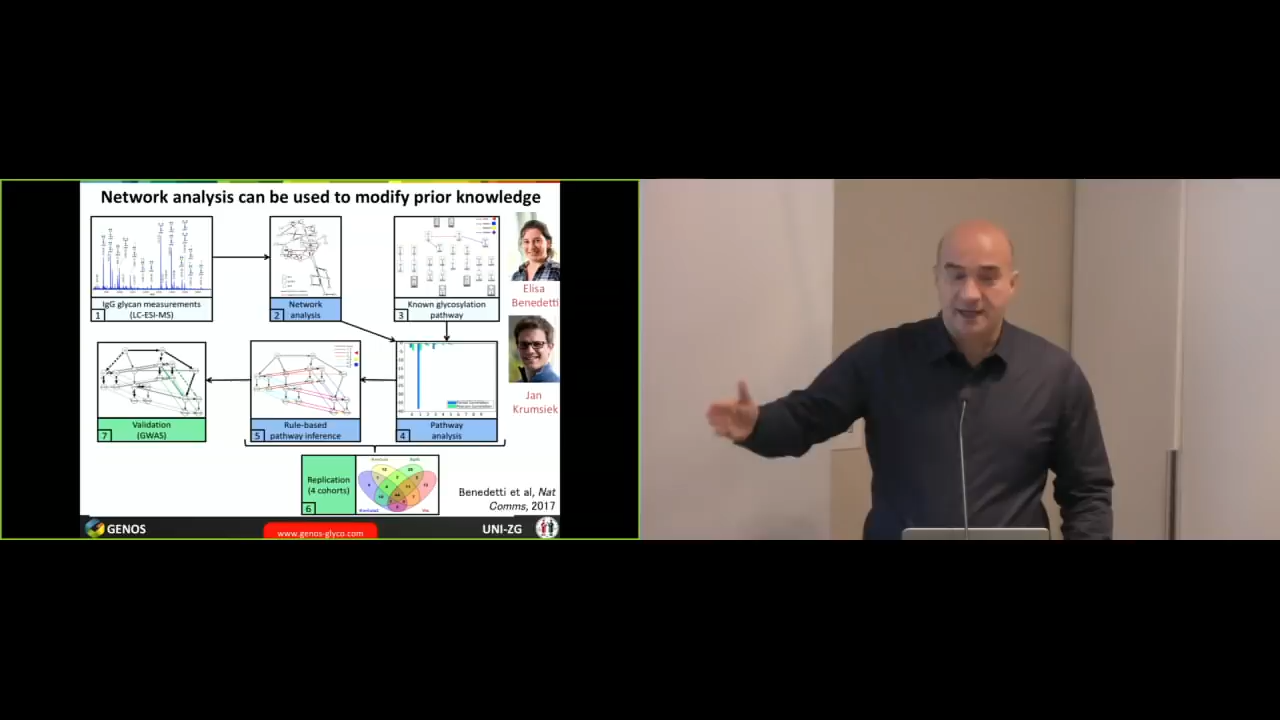 Network analysis can be used to modify prior knowledge
IgG glycan measurements
(LC-ESI-MS)
1
Network
analysis
2
Known glycosylation
pathway
3
Elisa
Benedetti
Jan
Krumsiek
Validation
(GWAS)
7
Rule-based
pathway inference
5
Pathway
analysis
4
Replication
(4 cohorts)
6
Benedetti et al, Nat
Comms, 2017
GENOS
www.genos-glyco.com
UNI-ZG